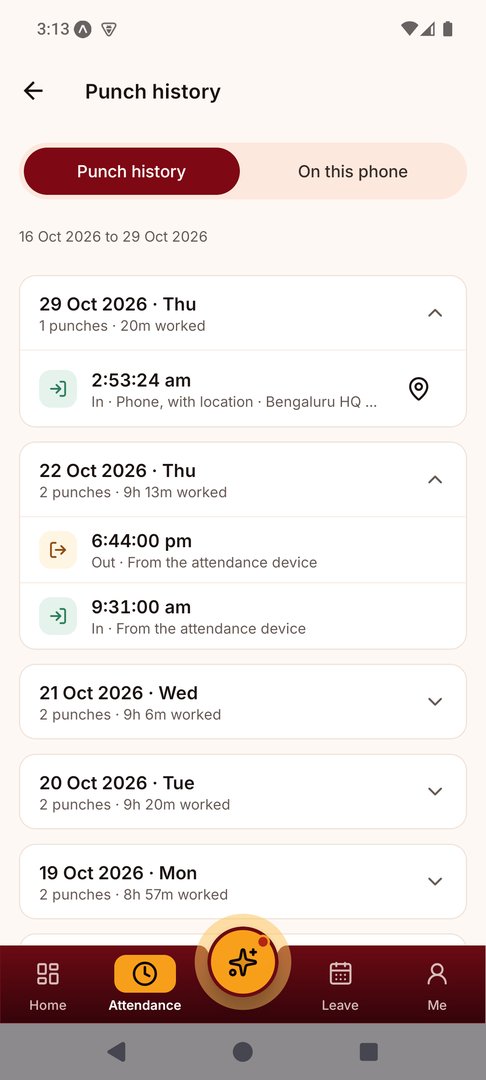 3:13
Punch history
Punch history
On this phone
16 Oct 2026 to 29 Oct 2026
29 Oct 2026 · Thu
1 punches · 20m worked
2:53:24 am
In · Phone, with location · Bengaluru HQ ...
22 Oct 2026 · Thu
2 punches · 9h 13m worked
6:44:00 pm
Out · From the attendance device
9:31:00 am
In · From the attendance device
21 Oct 2026 · Wed
2 punches · 9h 6m worked
20 Oct 2026 · Tue
2 punches · 9h 20m worked
19 Oct 2026 · Mon
2 punches · 8h 57m worked
Home
Attendance
Leave
Me